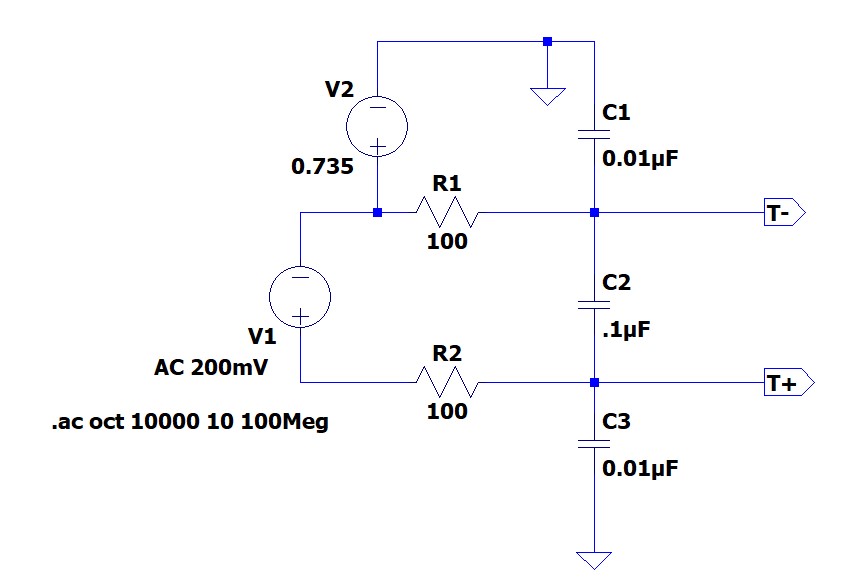 V2
0.735
C1
0.01µF
R1
100
T-
C2
.1µF
V1
AC 200mV
R2
100
T+
.ac oct 10000 10 100Meg
C3
0.01µF